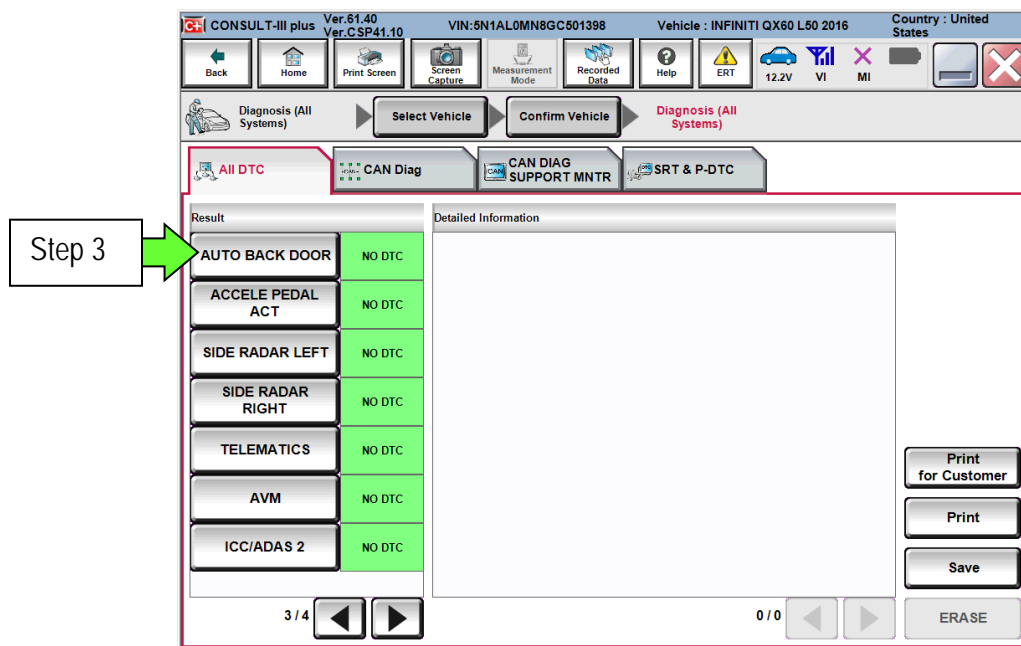 CONSULT-III plus
Ver.61.40
Ver.CSP41.10
VIN:5N1AL0MN8GC501398
Vehicle : INFINITI QX60 L50 2016
Country : United
States
Back
Home
Print Screen
Screen
Capture
Measurement
Mode
Recorded
Data
Help
ERT
12.2V
VI
MI
Diagnosis (All
Systems)
Select Vehicle
Confirm Vehicle
Diagnosis (All
Systems)
All DTC
CAN Diag
CAN DIAG
SUPPORT MNTR
SRT & P-DTC
Result
Detailed Information
Step 3
AUTO BACK DOOR NO DTC
ACCELE PEDAL
ACT
NO DTC
SIDE RADAR LEFT NO DTC
SIDE RADAR
RIGHT
NO DTC
TELEMATICS NO DTC
AVM NO DTC
ICC/ADAS 2 NO DTC
Print
for Customer
Print
Save
3 / 4
0 / 0
ERASE